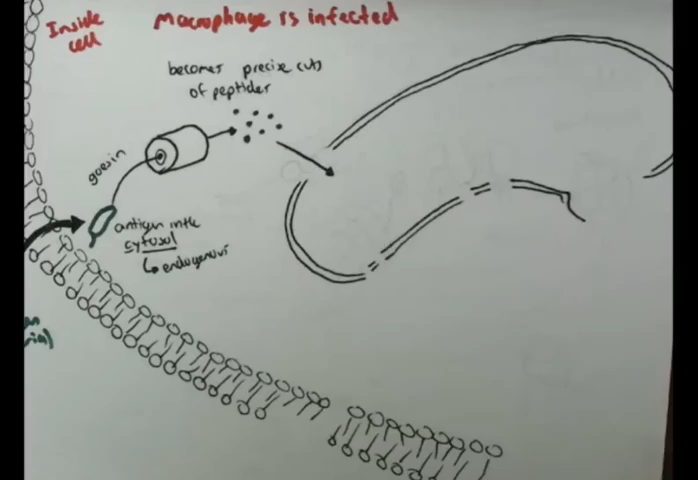 Inside
cell
Macrophage is infected
becomes precise cuts
of peptides
goes in
antigen in the
cytosol
↳ endogenous